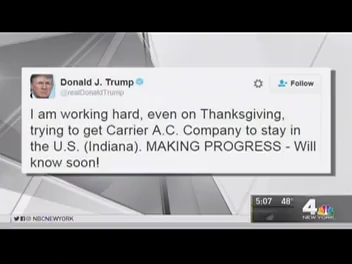 Donald J. Trump
@realDonaldTrump
Follow
I am working hard, even on Thanksgiving,
trying to get Carrier A.C. Company to stay in
the U.S. (Indiana). MAKING PROGRESS - Will
know soon!
5:07 48°
4
NEW YORK
@NBCNEWYORK